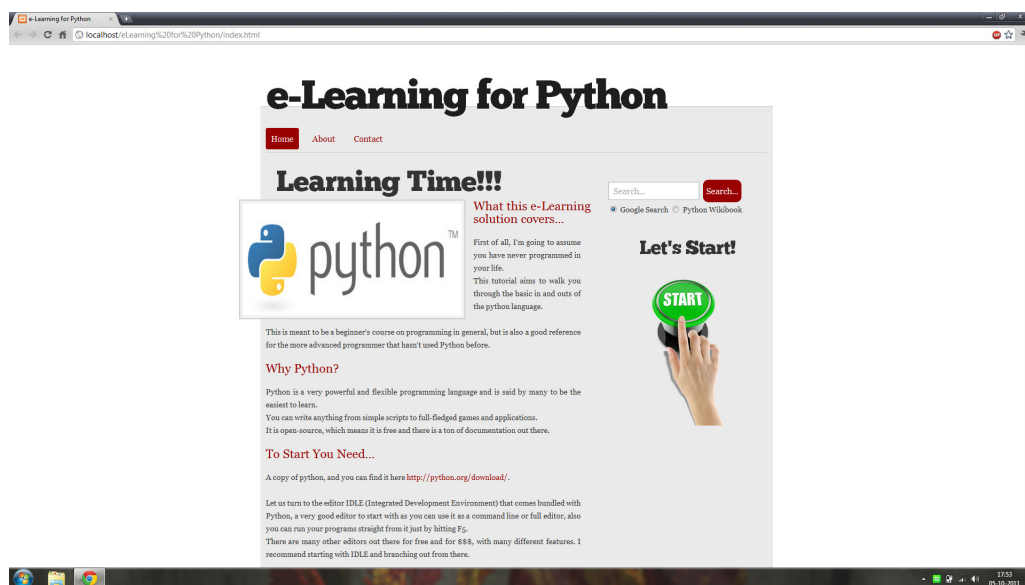 e-Learning for Python
localhost/eLearning%20for%20Python/index.html
e-Learning for Python
Home About Contact
Learning Time!!!
python™
What this e-Learning
solution covers...
First of all, I'm going to assume
you have never programmed in
your life.
This tutorial aims to walk you
through the basic in and outs of
the python language.
This is meant to be a beginner's course on programming in general, but is also a good reference
for the more advanced programmer that hasn't used Python before.
Why Python?
Python is a very powerful and flexible programming language and is said by many to be the
easiest to learn.
You can write anything from simple scripts to full-fledged games and applications.
It is open-source, which means it is free and there is a ton of documentation out there.
To Start You Need...
A copy of python, and you can find it here http://python.org/download/.
Let us turn to the editor IDLE (Integrated Development Environment) that comes bundled with
Python, a very good editor to start with as you can use it as a command line or full editor, also
you can run your programs straight from it just by hitting F5.
There are many other editors out there for free and for $$$, with many different features. I
recommend starting with IDLE and branching out from there.
Search... Search...
Google Search Python Wikibook
Let's Start!
START
17:53
05-10-2011